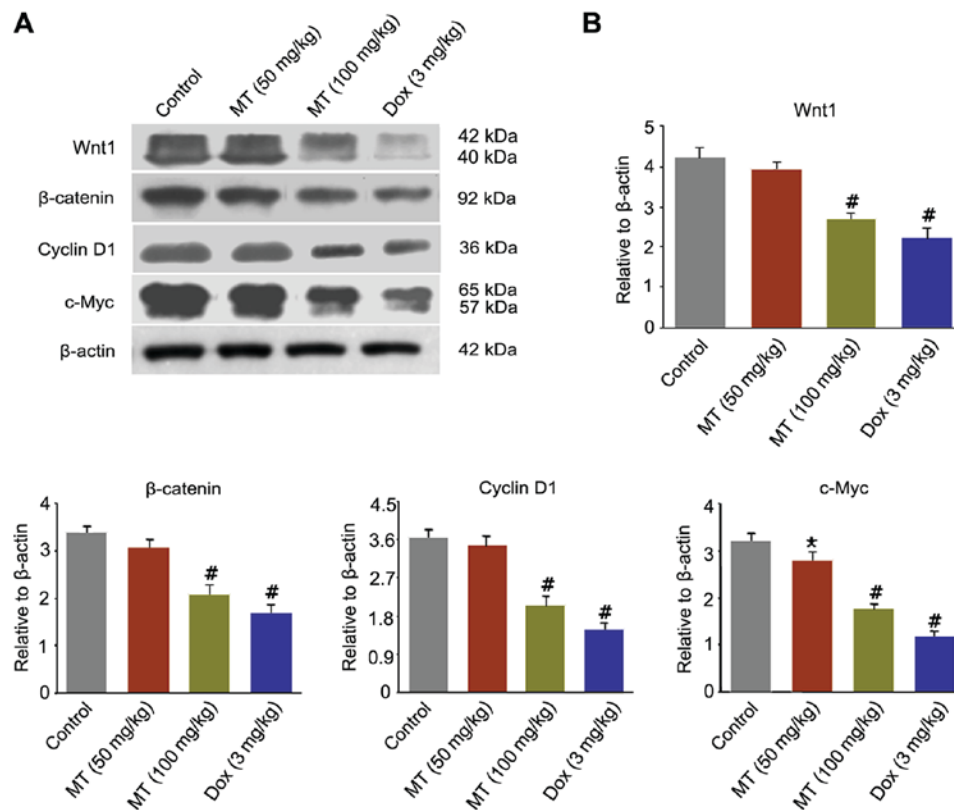 A
Control
MT (50 mg/kg)
MT (100 mg/kg)
Dox (3 mg/kg)
Wnt1
42 kDa
40 kDa
β-catenin
92 kDa
Cyclin D1
36 kDa
c-Myc
65 kDa
57 kDa
β-actin
42 kDa
B
Wnt1
Relative to β-actin
5
4
3
2
1
0
#
#
Control
MT (50 mg/kg)
MT (100 mg/kg)
Dox (3 mg/kg)
β-catenin
Relative to β-actin
4
3
2
1
0
#
#
Control
MT (50 mg/kg)
MT (100 mg/kg)
Dox (3 mg/kg)
Cyclin D1
Relative to β-actin
4.5
3.6
2.7
1.8
0.9
0
#
#
Control
MT (50 mg/kg)
MT (100 mg/kg)
Dox (3 mg/kg)
c-Myc
Relative to β-actin
4
3
2
1
0
*
#
#
Control
MT (50 mg/kg)
MT (100 mg/kg)
Dox (3 mg/kg)